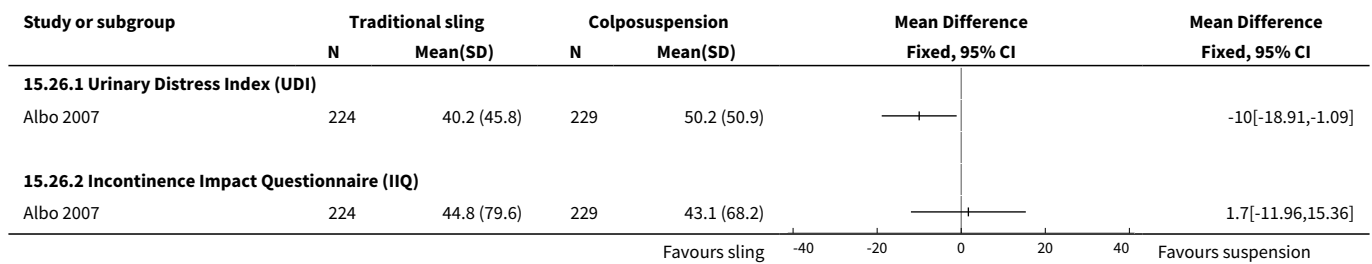 Study or subgroup Traditional sling Colposuspension Mean Difference Mean Difference
N Mean(SD) N Mean(SD) Fixed, 95% CI Fixed, 95% CI
15.26.1 Urinary Distress Index (UDI)
Albo 2007 224 40.2 (45.8) 229 50.2 (50.9) -10[-18.91,-1.09]
15.26.2 Incontinence Impact Questionnaire (IIQ)
Albo 2007 224 44.8 (79.6) 229 43.1 (68.2) 1.7[-11.96,15.36]
Favours sling -40 -20 0 20 40 Favours suspension